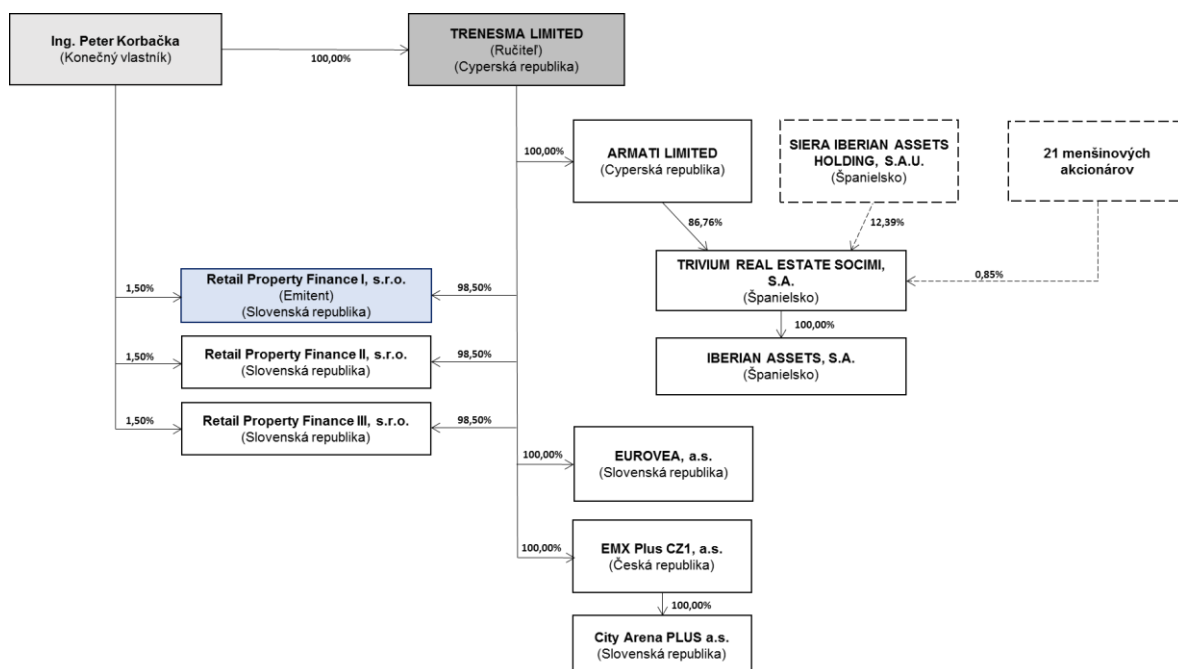 Ing. Peter Korbačka
(Konečný vlastník)
100,00%
TRENESMA LIMITED
(Ručiteľ)
(Cyperská republika)
100,00%
ARMATI LIMITED
(Cyperská republika)
SIERA IBERIAN ASSETS
HOLDING, S.A.U.
(Španielsko)
21 menšinových
akcionárov
86,76%
12,39%
TRIVIUM REAL ESTATE SOCIMI,
S.A.
(Španielsko)
0,85%
1,50%
Retail Property Finance I, s.r.o.
(Emitent)
(Slovenská republika)
98,50%
100,00%
IBERIAN ASSETS, S.A.
(Španielsko)
1,50%
Retail Property Finance II, s.r.o.
(Slovenská republika)
98,50%
1,50%
Retail Property Finance III, s.r.o.
(Slovenská republika)
98,50%
100,00%
EUROVEA, a.s.
(Slovenská republika)
100,00%
EMX Plus CZ1, a.s.
(Česká republika)
100,00%
City Arena PLUS a.s.
(Slovenská republika)